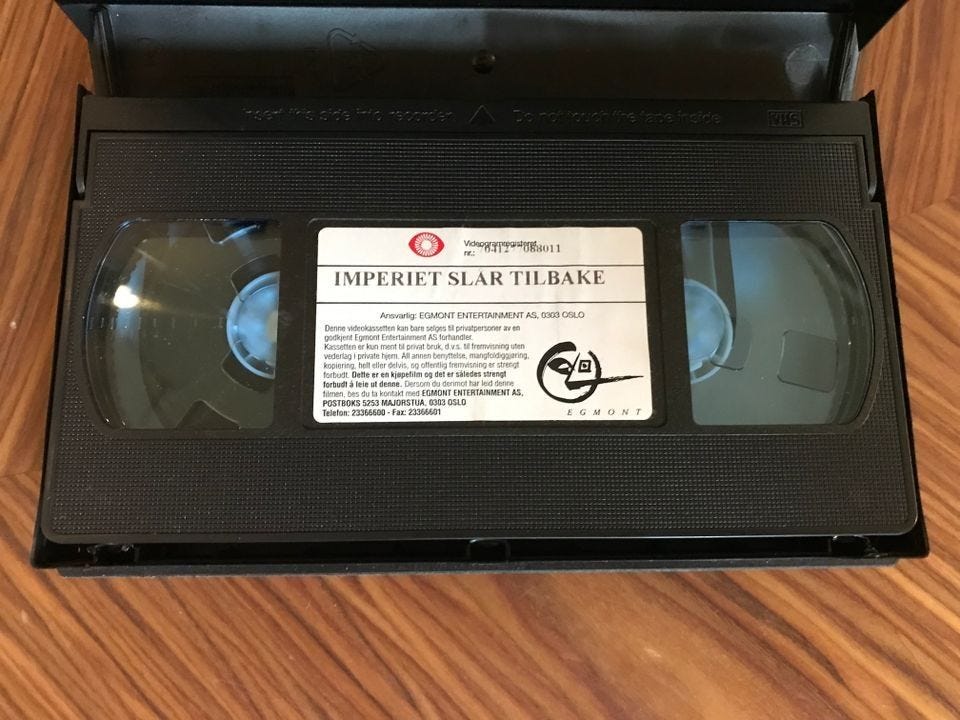 Insert this side into recorder Do not touch the tape inside VHS
Videogramregisteret
nr.: 70412 088011
IMPERIET SLÅR TILBAKE
Ansvarlig: EGMONT ENTERTAINMENT AS, 0303 OSLO
Denne videokassetten kan bare selges til privatpersoner av en
godkjent Egmont Entertainment AS forhandler.
Kassetten er kun ment til privat bruk, d.v.s. til fremvisning uten
vederlag i private hjem. All annen benyttelse, mangfoldiggjøring,
kopiering, helt eller delvis, og offentlig fremvisning er strengt
forbudt. Dette er en kjøpefilm og det er således strengt
forbudt å leie ut denne. Dersom du derimot har leid denne
filmen, bes du ta kontakt med EGMONT ENTERTAINMENT AS,
POSTBOKS 5253 MAJORSTUA, 0303 OSLO
Telefon: 23366600 - Fax: 23366601
EGMONT